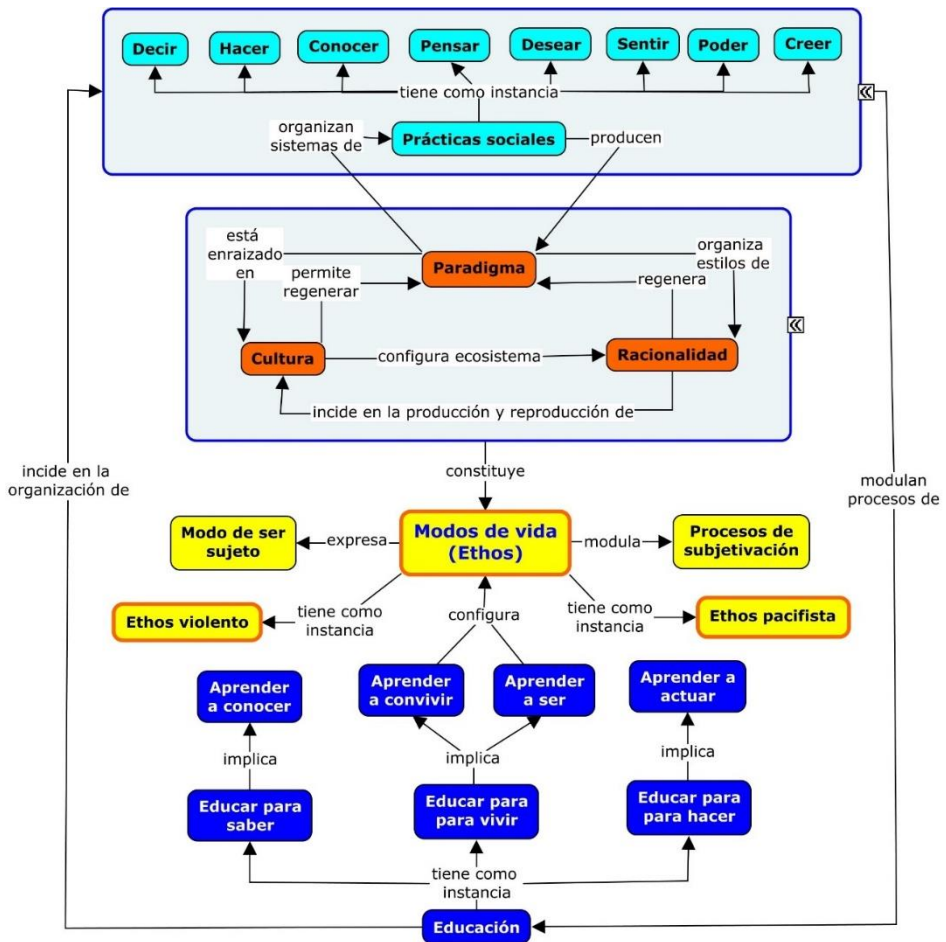 Decir
Hacer
Conocer
Pensar
Desear
Sentir
Poder
Creer
tiene como instancia
organizan
sistemas de
Prácticas sociales
producen
está
enraizado
en
permite
regenerar
Paradigma
organiza
estilos de
regenera
Cultura
configura ecosistema
Racionalidad
incide en la producción y reproducción de
incide en la
organización de
constituye
modulan
procesos de
Modo de ser
sujeto
expresa
Modos de vida
(Ethos)
modula
Procesos de
subjetivación
Ethos violento
tiene como
instancia
configura
tiene como
instancia
Ethos pacifista
Aprender
a conocer
Aprender
a convivir
Aprender
a ser
Aprender a
actuar
implica
implica
implica
Educar para
saber
Educar para
para vivir
Educar para
para hacer
tiene como
instancia
Educación